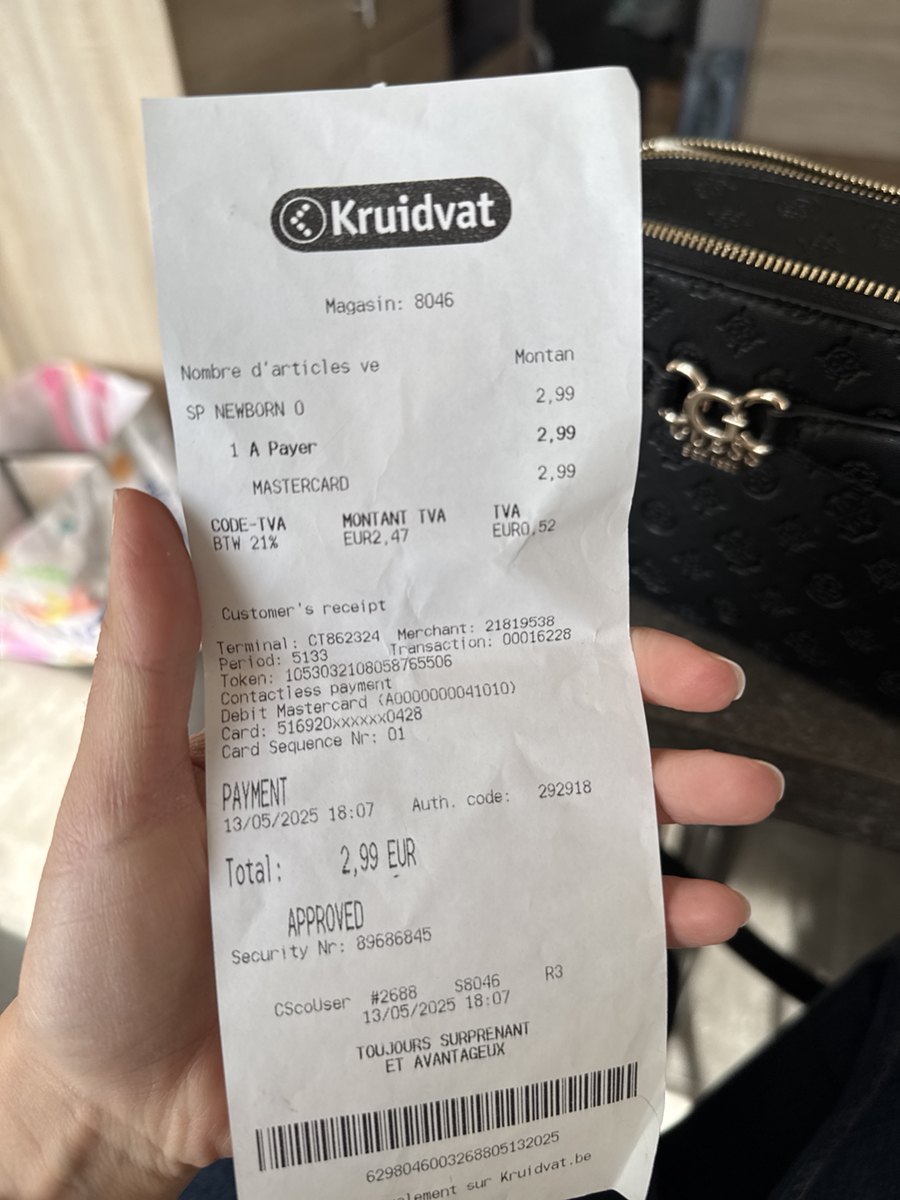 Kruidvat
Magasin: 8046
Nombre d'articles ve Montan
SP NEWBORN 0 2,99
1 A Payer 2,99
MASTERCARD 2,99
CODE-TVA MONTANT TVA TVA
BTW 21% EUR2,47 EUR0,52
Customer's receipt
Terminal: CT862324 Merchant: 21819538
Period: 5133 Transaction: 00016228
Token: 1053032108058765506
Contactless payment
Debit Mastercard (A0000000041010)
Card: 516920xxxxxx0428
Card Sequence Nr: 01
PAYMENT
13/05/2025 18:07 Auth. code: 292918
Total: 2,99 EUR
APPROVED
Security Nr: 89686845
CScoUser #2688 S8046 R3
13/05/2025 18:07
TOUJOURS SURPRENANT
ET AVANTAGEUX
6298046003268805132025
sur Kruidvat.be
G
GUESS